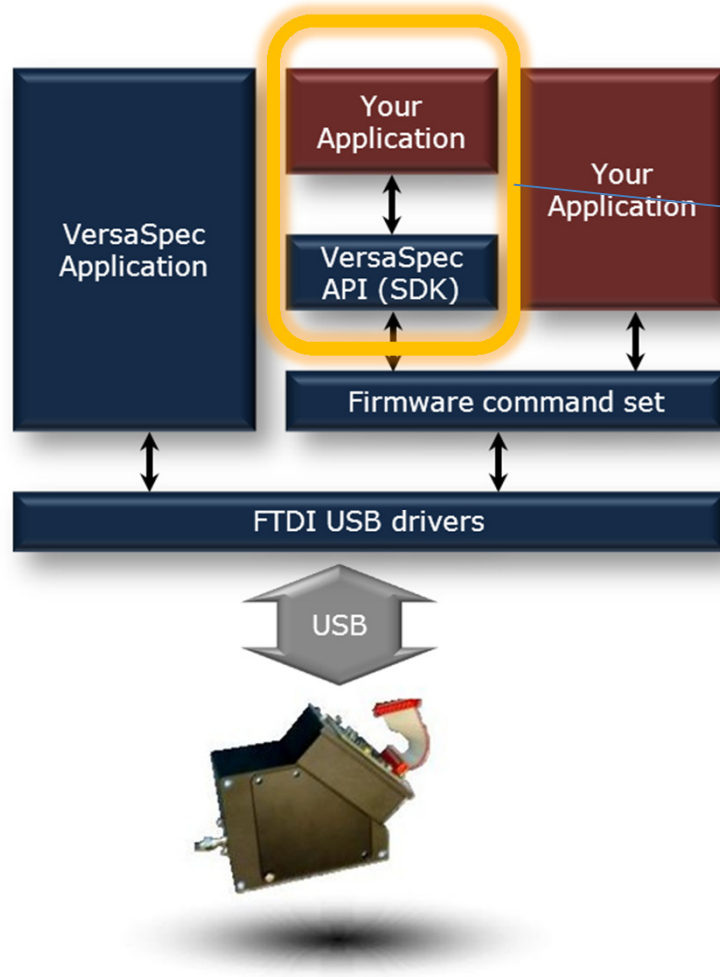 Your
Application
Your
Application
VersaSpec
Application
VersaSpec
API (SDK)
Firmware command set
FTDI USB drivers
USB